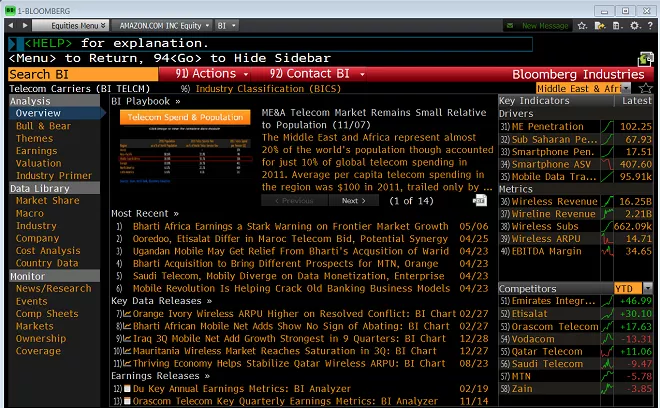 1-BLOOMBERG
Equities Menu AMAZON.COM INC Equity BI New Message
<HELP> for explanation.
<Menu> to Return, 94<Go> to Hide Sidebar
Search BI 91) Actions 92) Contact BI Bloomberg Industries
Telecom Carriers (BI TELCM) 96) Industry Classification (BICS) Middle East & Afri
Analysis
Overview
Bull & Bear
Themes
Earnings
Valuation
Industry Primer
Data Library
Market Share
Macro
Industry
Company
Cost Analysis
Country Data
Monitor
News/Research
Events
Comp Sheets
Markets
Ownership
Coverage
BI Playbook »
Telecom Spend & Population
ME&A Telecom Market Remains Small Relative
to Population (11/07)
The Middle East and Africa represent almost
20% of the world's population though accounted
for just 10% of global telecom spending in
2011. Average per capita telecom spending in
the region was $100 in 2011, trailed only by ...
< Previous Next > (1 of 14)
Most Recent »
1) Bharti Africa Earnings a Stark Warning on Frontier Market Growth 05/06
2) Ooredoo, Etisalat Differ in Maroc Telecom Bid, Potential Synergy 04/25
3) Ugandan Mobile May Get Relief From Bharti's Acqusition of Warid 04/23
4) Bharti Acquisition to Bring Different Prospects for MTN, Orange 04/23
5) Saudi Telecom, Mobily Diverge on Data Monetization, Enterprise 04/23
6) Mobile Revolution Is Helping Crack Old Banking Business Models 04/23
Key Data Releases »
7) Orange Ivory Wireless ARPU Higher on Resolved Conflict: BI Chart 02/27
8) Bharti African Mobile Net Adds Show No Sign of Abating: BI Chart 02/27
9) Iraq 3Q Mobile Net Add Growth Strongest in 9 Quarters: BI Chart 12/28
10) Mauritania Wireless Market Reaches Saturation in 3Q: BI Chart 12/17
11) Thriving Economy Helps Stabilize Qatar Wireless ARPU: BI Chart 08/23
Earnings Releases »
12) Du Key Annual Earnings Metrics: BI Analyzer 02/19
13) Orascom Telecom Key Quarterly Earnings Metrics: BI Analyzer 11/14
Key Indicators Latest
Drivers
31) ME Penetration 102.25
32) Sub Saharan Pe... 67.93
33) Smartphone Pen. 17.51
34) Smartphone ASV 407.60
35) Mobile Data Tra... 95.91k
Metrics
36) Wireless Revenue 16.25B
37) Wireline Revenue 2.21B
38) Wireless Subs 662.09k
39) Wireless ARPU 14.71
40) EBITDA Margin 34.65
Competitors YTD
51) Emirates Integr... +46.99
52) Etisalat +30.10
53) Orascom Telecom +17.63
54) Vodacom -13.31
55) Qatar Telecom +11.06
56) Saudi Telecom -9.47
57) MTN -5.78
58) Zain -3.85